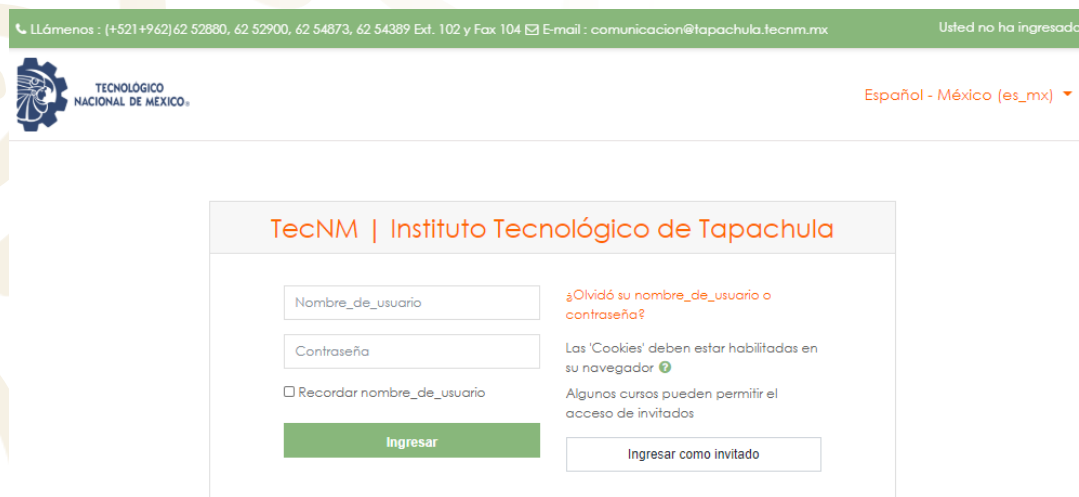 LLámenos : (+521+962)62 52880, 62 52900, 62 54873, 62 54389 Ext. 102 y Fax 104 E-mail : comunicacion@tapachula.tecnm.mx
Usted no ha ingresado
TECNOLÓGICO
NACIONAL DE MÉXICO®
Español - México (es_mx)
TecNM | Instituto Tecnológico de Tapachula
Nombre_de_usuario
Contraseña
Recordar nombre_de_usuario
Ingresar
¿Olvidó su nombre_de_usuario o
contraseña?
Las 'Cookies' deben estar habilitadas en
su navegador
Algunos cursos pueden permitir el
acceso de invitados
Ingresar como invitado